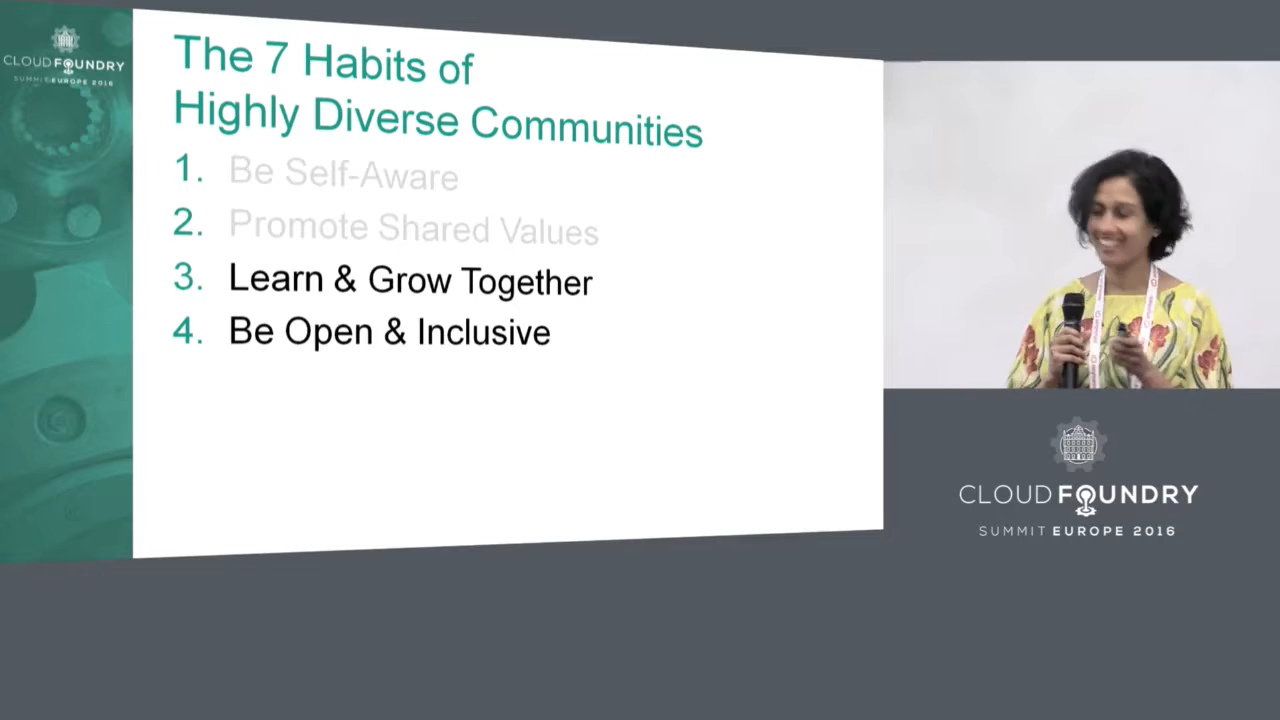 CLOUD FOUNDRY
SUMMIT EUROPE 2016
The 7 Habits of
Highly Diverse Communities
1. Be Self-Aware
2. Promote Shared Values
3. Learn & Grow Together
4. Be Open & Inclusive
CLOUD FOUNDRY
SUMMIT EUROPE 2016